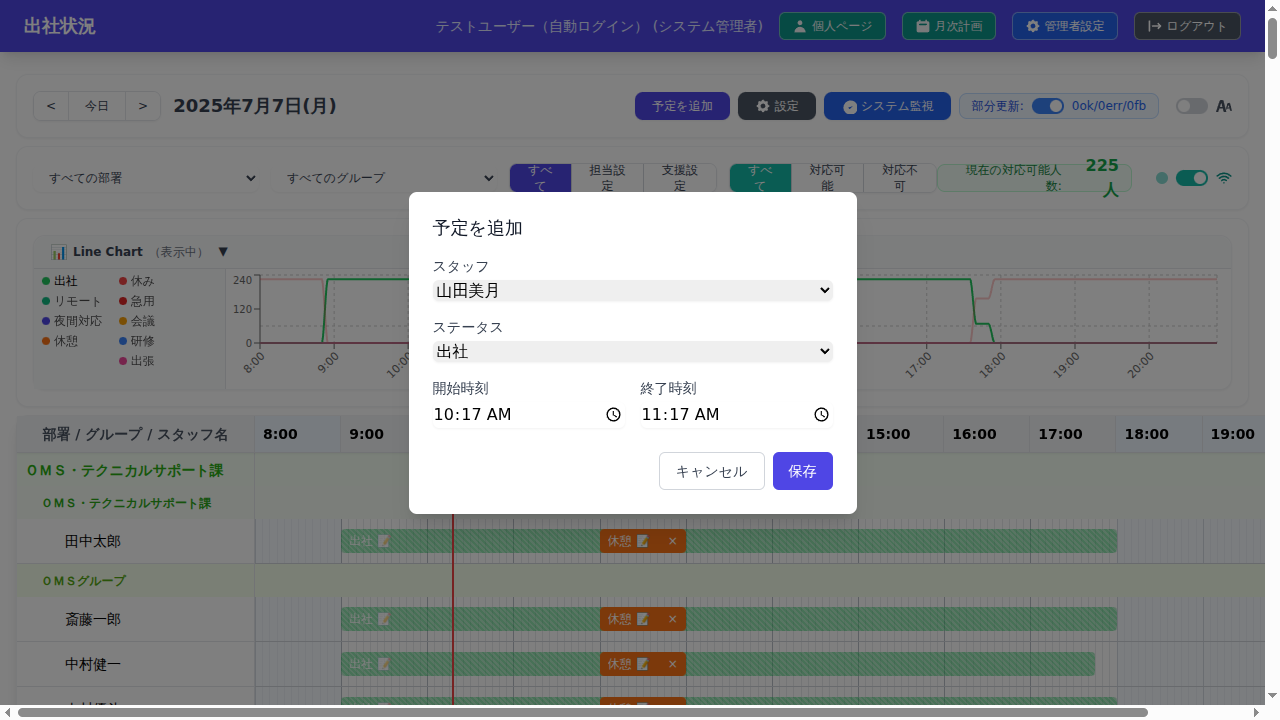 出社状況
テストユーザー（自動ログイン） (システム管理者)
個人ページ
月次計画
管理者設定
ログアウト
<
今日
>
2025年7月7日(月)
予定を追加
設定
システム監視
部分更新:
0ok/0err/0fb
AA
すべての部署
すべてのグループ
すべて
担当設定
支援設定
すべて
対応可能
対応不可
現在の対応可能人数:
225人
Line Chart （表示中） ▼
出社
休み
リモート
急用
夜間対応
会議
休憩
研修
出張
240
120
0
8:00
9:00
10:00
17:00
18:00
19:00
20:00
予定を追加
スタッフ
山田美月
ステータス
出社
開始時刻
終了時刻
10:17 AM
11:17 AM
キャンセル
保存
部署 / グループ / スタッフ名
8:00
9:00
15:00
16:00
17:00
18:00
19:00
ＯＭＳ・テクニカルサポート課
ＯＭＳ・テクニカルサポート課
田中太郎
出社
休憩
×
ＯＭＳグループ
斎藤一郎
出社
休憩
×
中村健一
出社
休憩
×